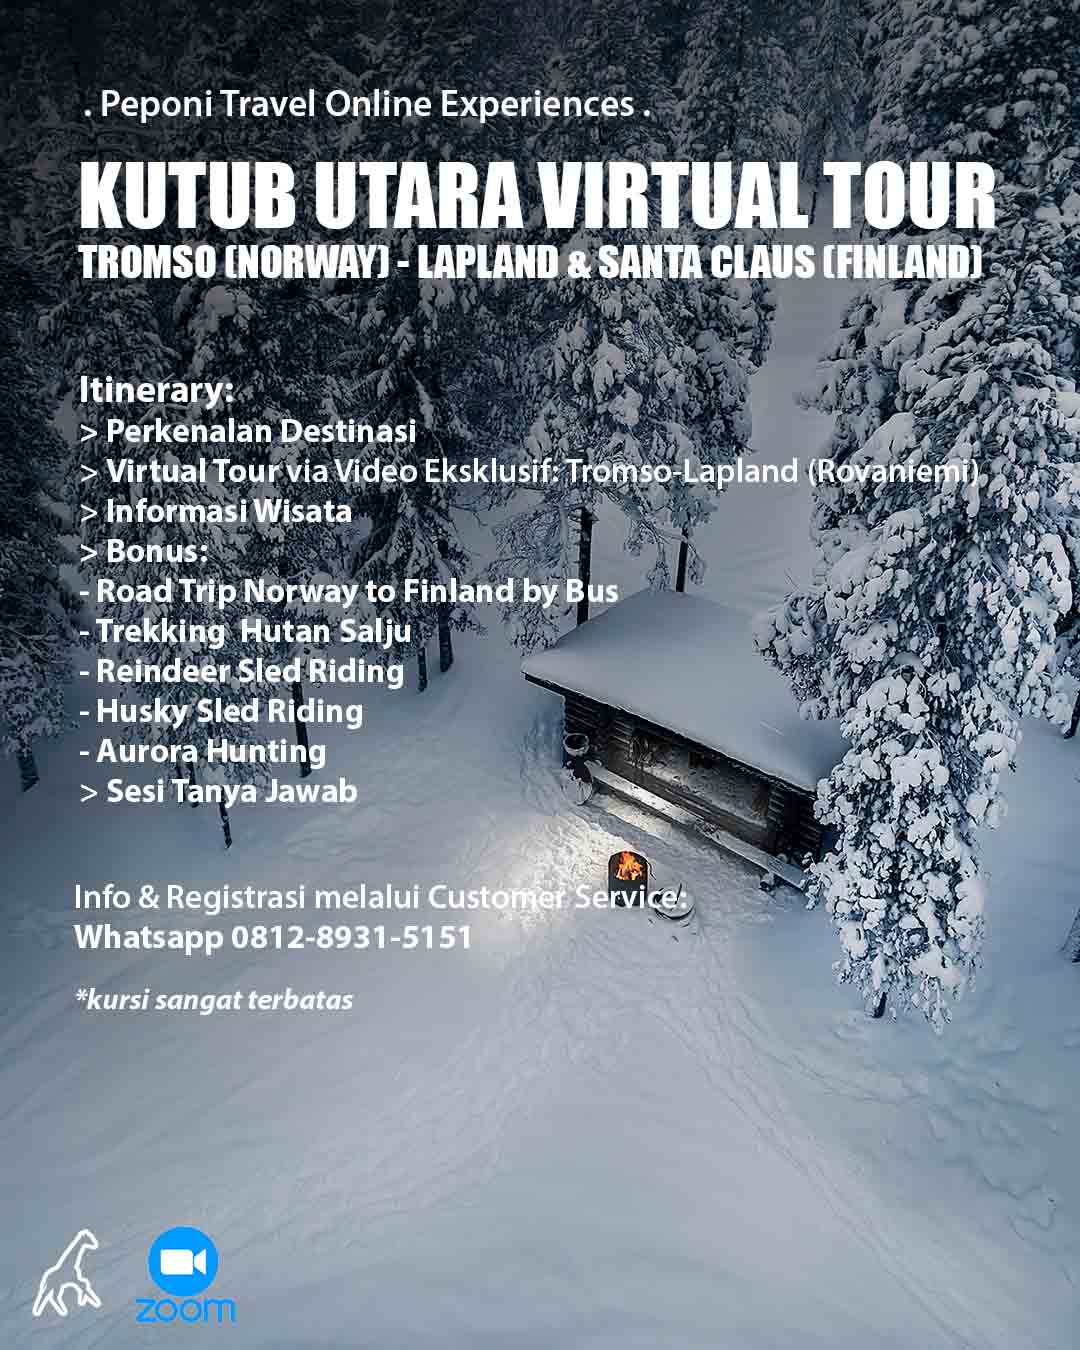 . Peponi Travel Online Experiences .
KUTUB UTARA VIRTUAL TOUR
TROMSO (NORWAY) - LAPLAND & SANTA CLAUS (FINLAND)
Itinerary:
> Perkenalan Destinasi
> Virtual Tour via Video Eksklusif: Tromso-Lapland (Rovaniemi)
> Informasi Wisata
> Bonus:
- Road Trip Norway to Finland by Bus
- Trekking  Hutan Salju
- Reindeer Sled Riding
- Husky Sled Riding
- Aurora Hunting
> Sesi Tanya Jawab
Info & Registrasi melalui Customer Service:
Whatsapp 0812-8931-5151
*kursi sangat terbatas
zoom